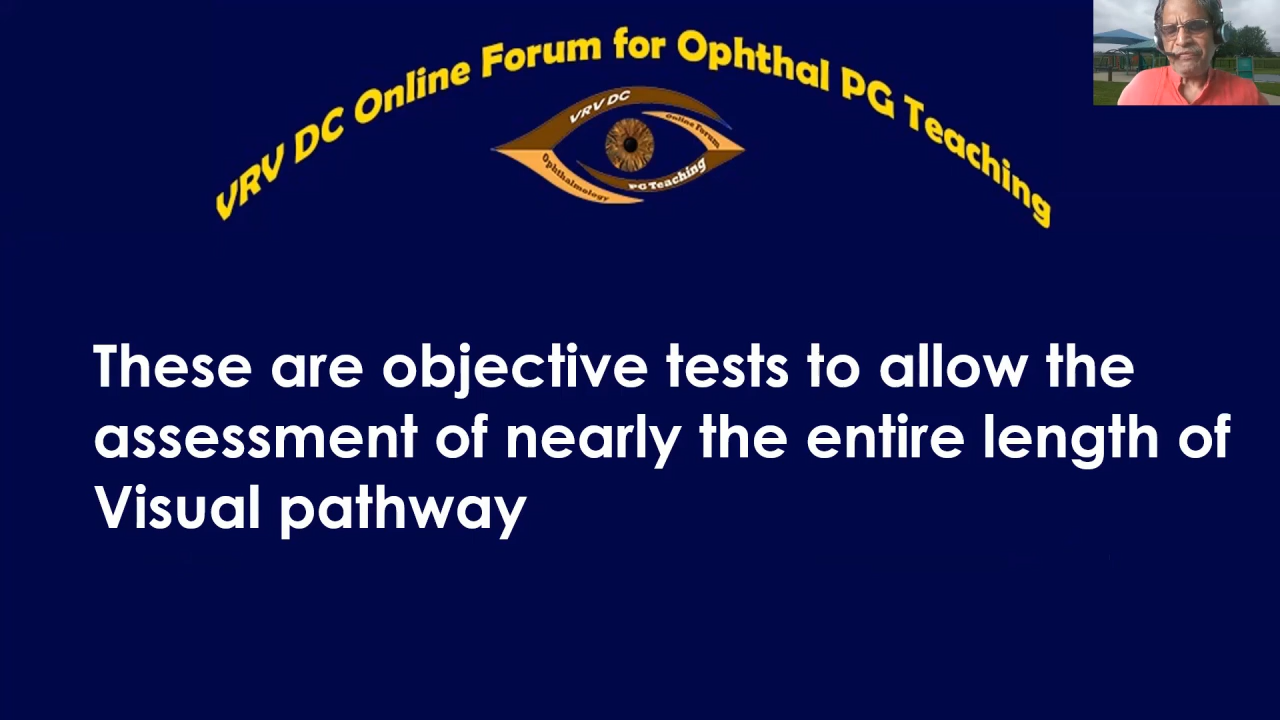 VRV DC Online Forum for Ophthal PG Teaching
VRV DC
Online Forum
Ophthalmology
PG Teaching
These are objective tests to allow the
assessment of nearly the entire length of
Visual pathway